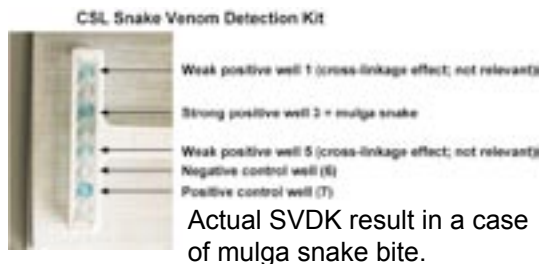 CSL Snake Venom Detection Kit
Weak positive well 1 (cross-linkage effect; not relevant)
Strong positive well 3 = mulga snake
Weak positive well 5 (cross-linkage effect; not relevant)
Negative control well (6)
Positive control well (7)
Actual SVDK result in a case
of mulga snake bite.